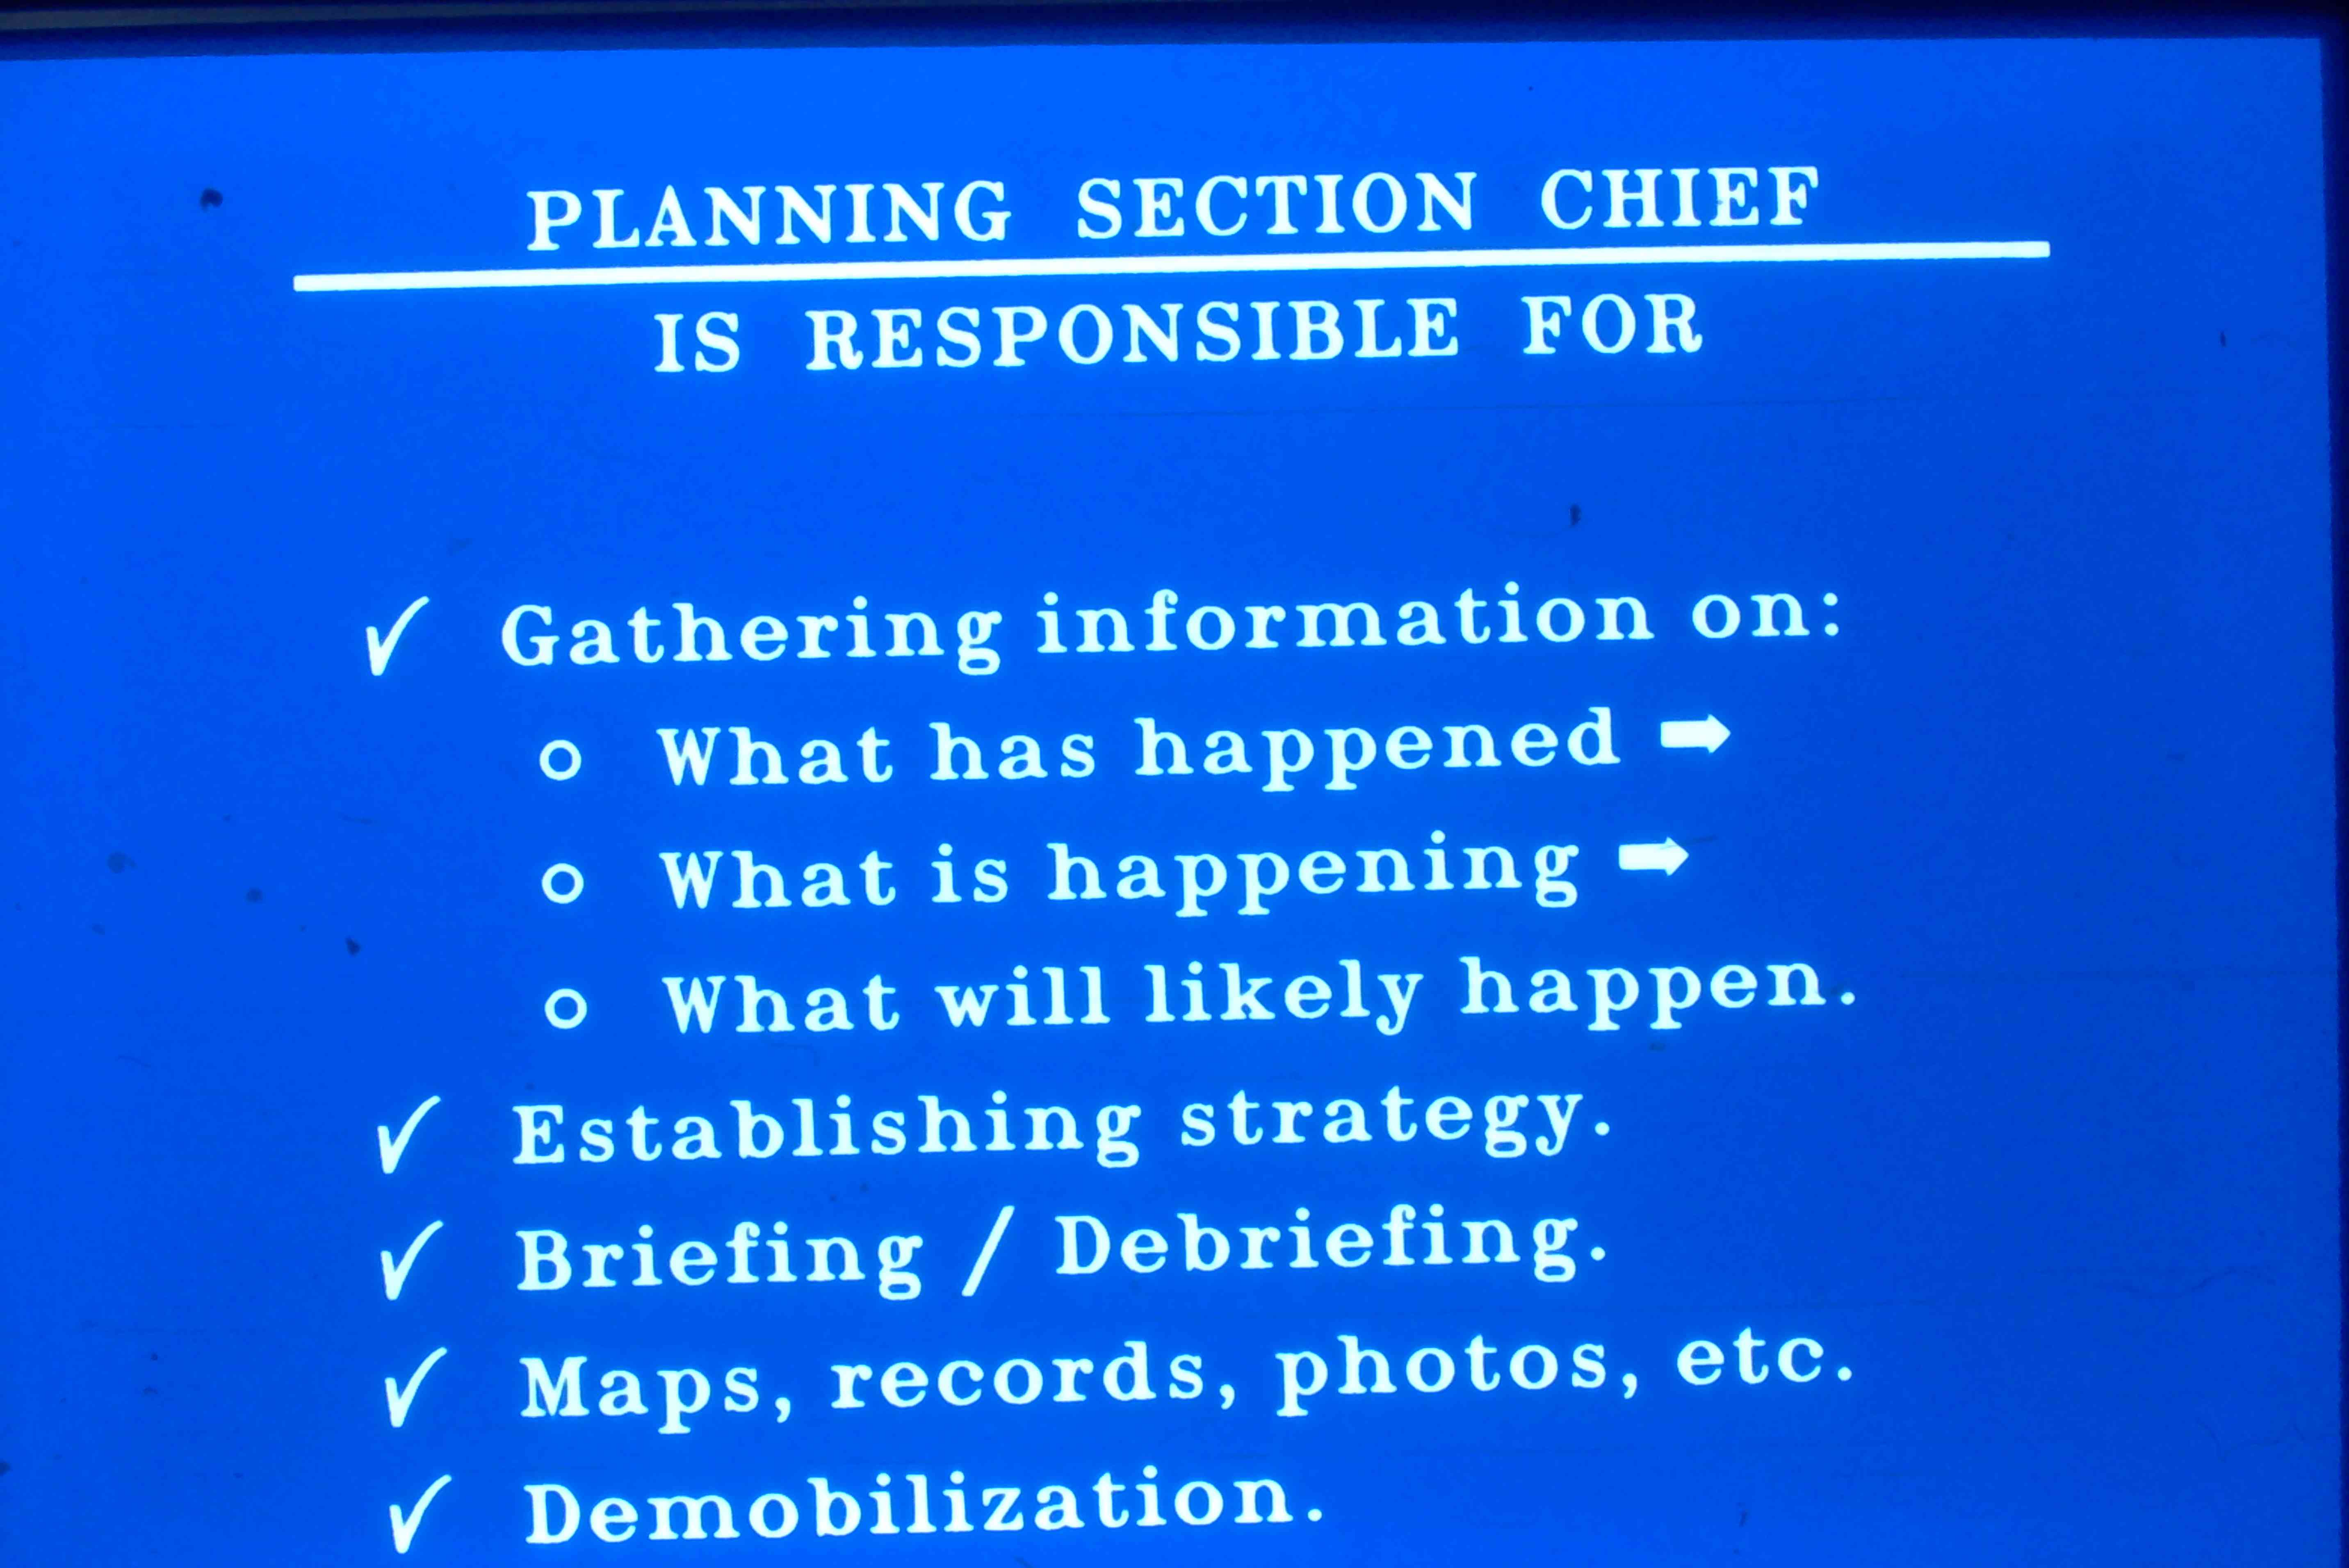 PLANNING SECTION CHIEF
IS RESPONSIBLE FOR
✓ Gathering information on:
o What has happened ➡
o What is happening ➡
o What will likely happen.
✓ Establishing strategy.
✓ Briefing / Debriefing.
✓ Maps, records, photos, etc.
✓ Demobilization.